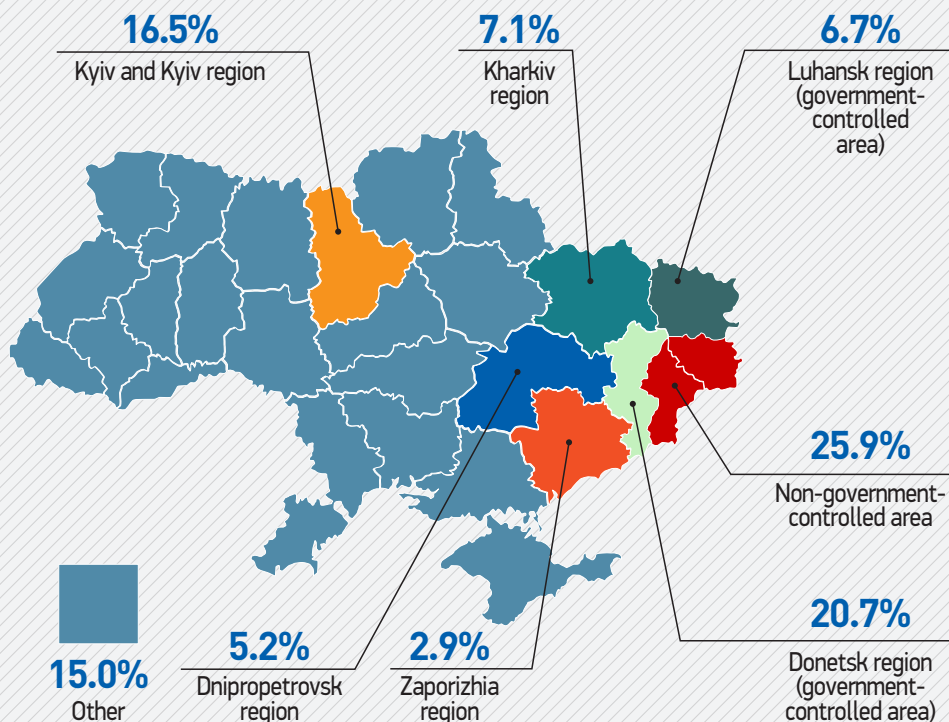 16.5%
Kyiv and Kyiv region
7.1%
Kharkiv
region
6.7%
Luhansk region
(government-
controlled
area)
25.9%
Non-government-
controlled area
20.7%
Donetsk region
(government-
controlled area)
2.9%
Zaporizhia
region
5.2%
Dnipropetrovsk
region
15.0%
Other